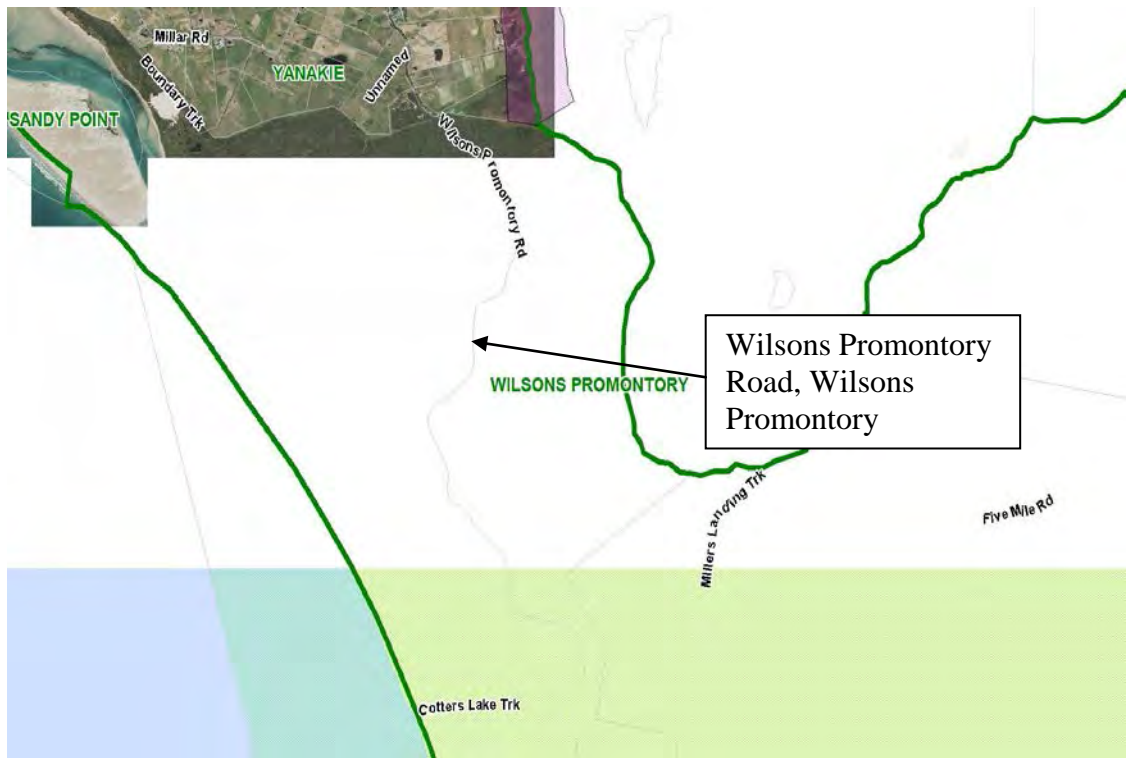 Millar Rd
YANAKIE
Unnamed
Boundary Trk
SANDY POINT
Wilsons Promontory Rd
Wilsons Promontory
Road, Wilsons
Promontory
WILSONS PROMONTORY
Millers Landing Trk
Five Mile Rd
Cotters Lake Trk